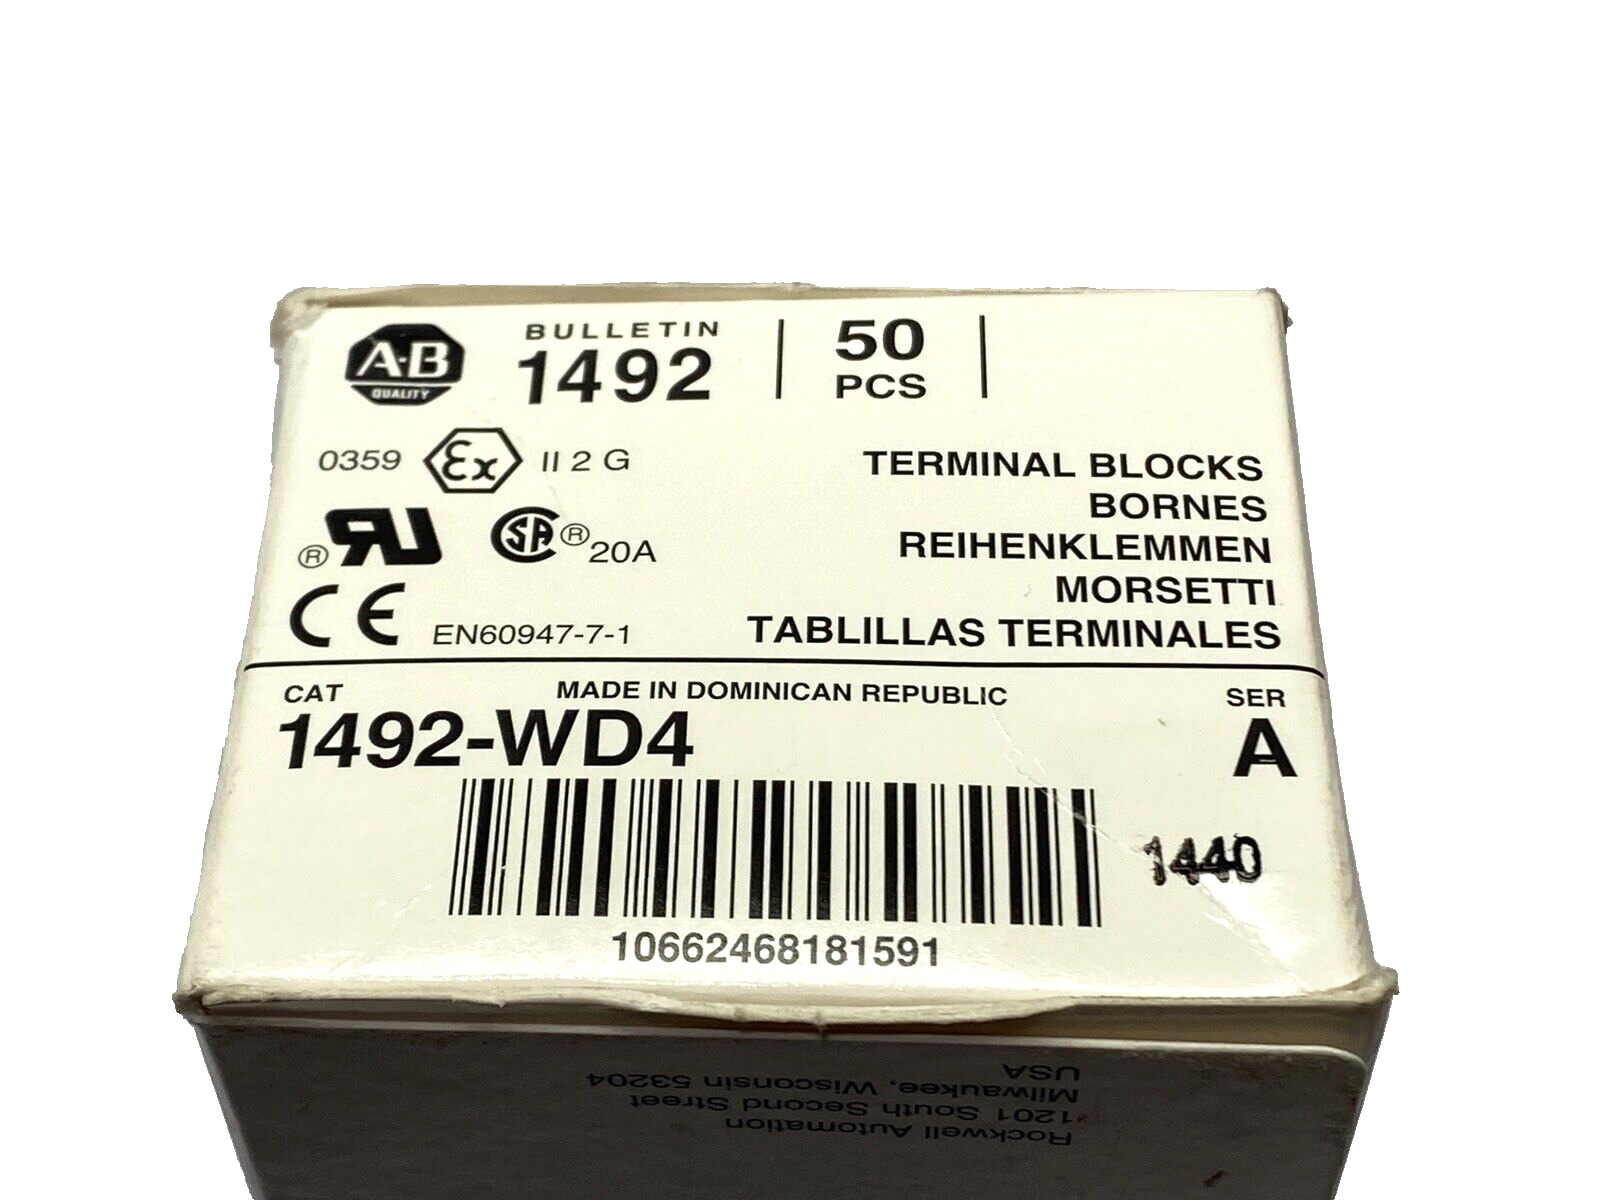 A-B
QUALITY
BULLETIN
1492
50
PCS
0359 Ex II 2 G
® RU SA ® 20A
CE EN60947-7-1
TERMINAL BLOCKS
BORNES
REIHENKLEMMEN
MORSETTI
TABLILLAS TERMINALES
CAT MADE IN DOMINICAN REPUBLIC SER
1492-WD4 A
1440
10662468181591
Rockwell Automation
1201 South Second Street
Milwaukee, Wisconsin 53204
USA